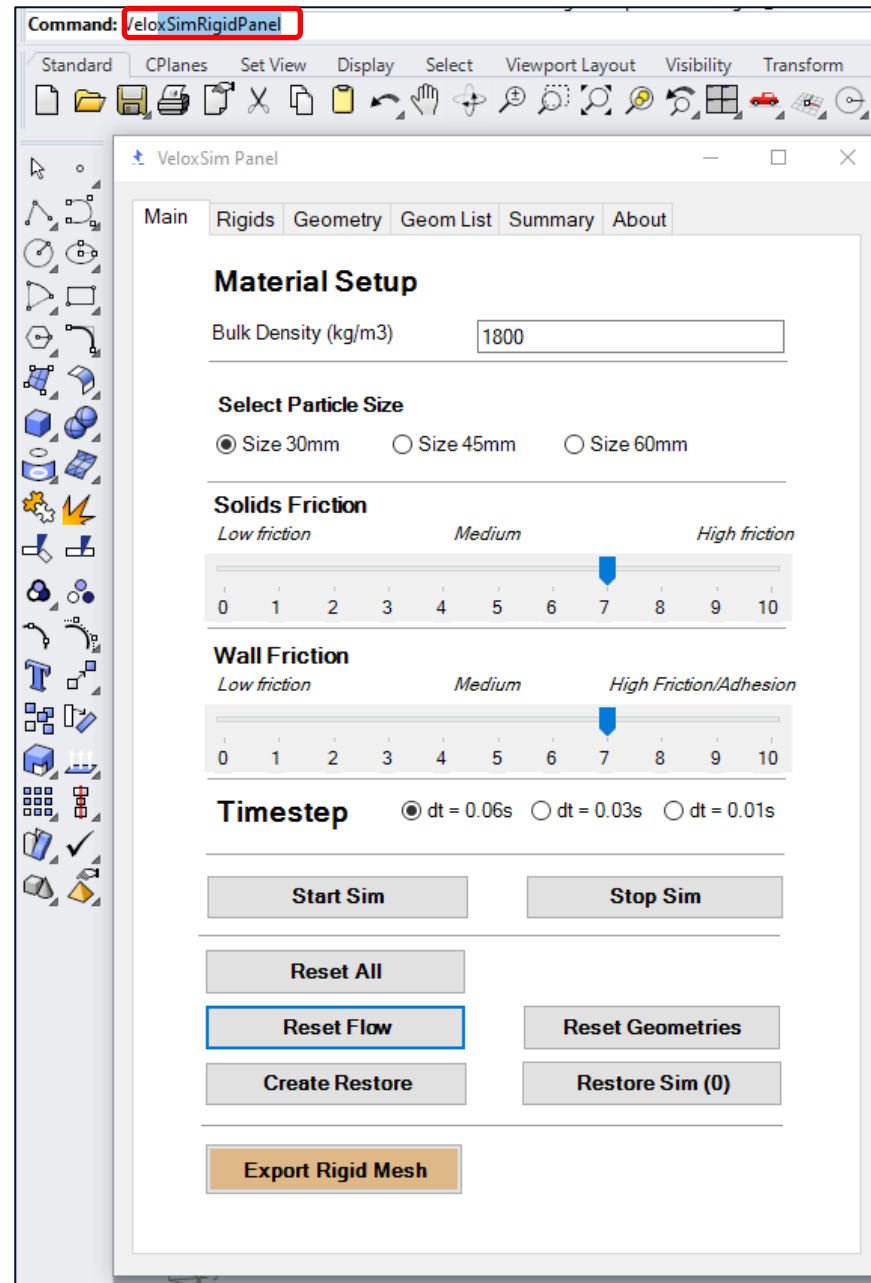 Command: VeloxSimRigidPanel
Standard CPlanes Set View Display Select Viewport Layout Visibility Transform
VeloxSim Panel
Main Rigids Geometry Geom List Summary About
Material Setup
Bulk Density (kg/m3) 1800
Select Particle Size
Size 30mm Size 45mm Size 60mm
Solids Friction
Low friction Medium High friction
0 1 2 3 4 5 6 7 8 9 10
Wall Friction
Low friction Medium High Friction/Adhesion
0 1 2 3 4 5 6 7 8 9 10
Timestep dt = 0.06s dt = 0.03s dt = 0.01s
Start Sim Stop Sim
Reset All
Reset Flow Reset Geometries
Create Restore Restore Sim (0)
Export Rigid Mesh